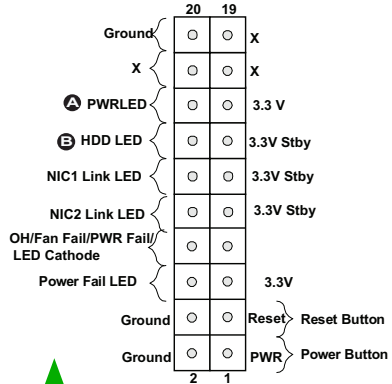 20 19
Ground X
X X
A PWRLED 3.3 V
B HDD LED 3.3V Stby
NIC1 Link LED 3.3V Stby
NIC2 Link LED 3.3V Stby
OH/Fan Fail/PWR Fail/
LED Cathode
Power Fail LED 3.3V
Ground Reset Reset Button
Ground PWR Power Button
2 1